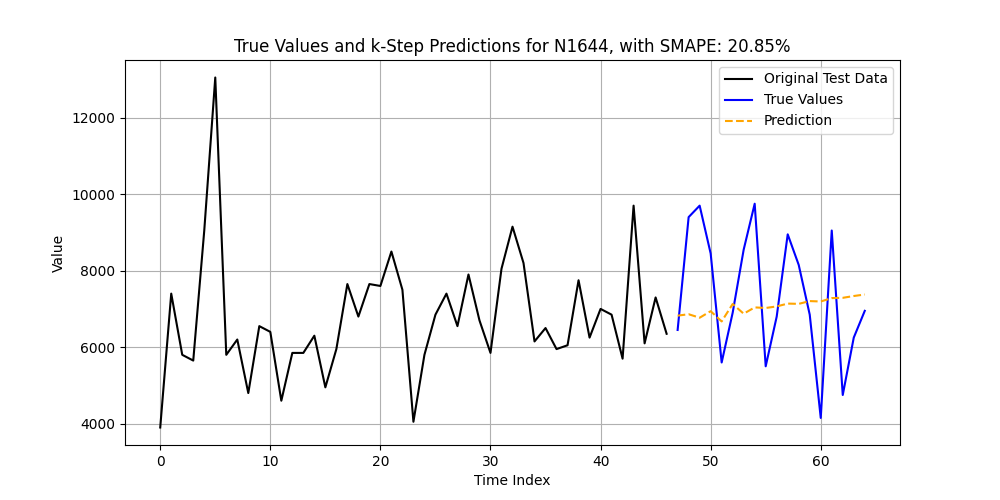 True Values and k-Step Predictions for N1644, with SMAPE: 20.85%
Original Test Data
True Values
Prediction
Value
12000
10000
8000
6000
4000
0 10 20 30 40 50 60
Time Index